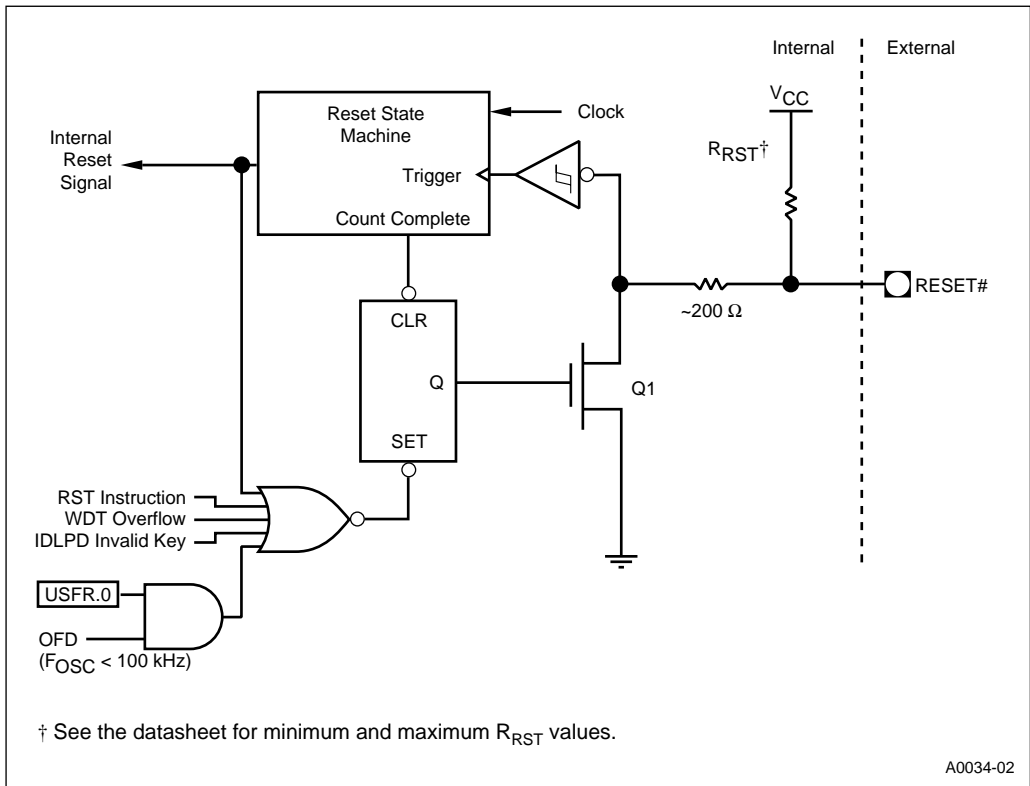 Internal External
VCC
RRST†
Reset State
Machine
Clock
Internal
Reset
Signal
Trigger
Count Complete
RESET#
~200 Ω
CLR
Q
Q1
SET
RST Instruction
WDT Overflow
IDLPD Invalid Key
USFR.0
OFD
(FOSC < 100 kHz)
† See the datasheet for minimum and maximum RRST values.
A0034-02